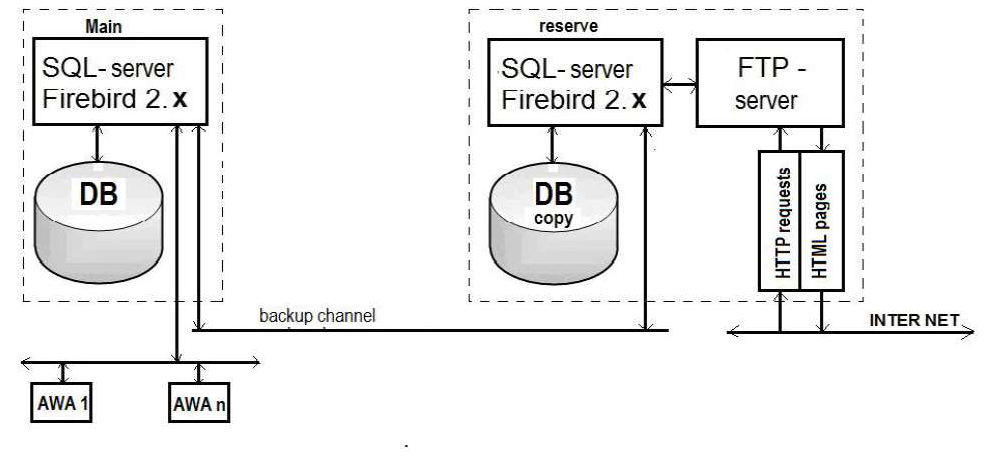 Main
SQL- server
Firebird 2. x
DB
reserve
SQL- server
Firebird 2. x
DB
copy
FTP -
server
HTTP requests
HTML pages
backup channel
INTER NET
AWA 1
AWA n